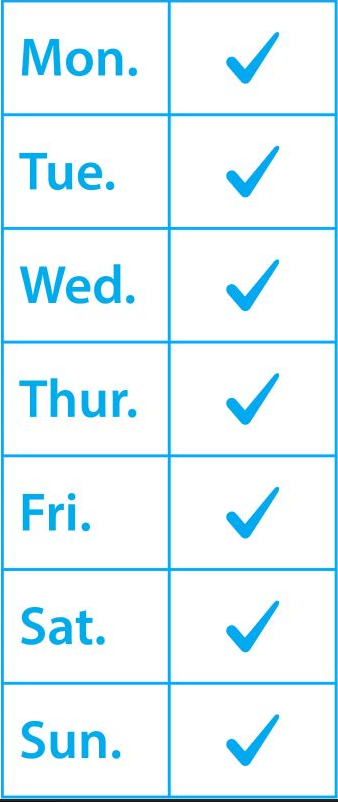 Mon. ✓
Tue. ✓
Wed. ✓
Thur. ✓
Fri. ✓
Sat. ✓
Sun. ✓